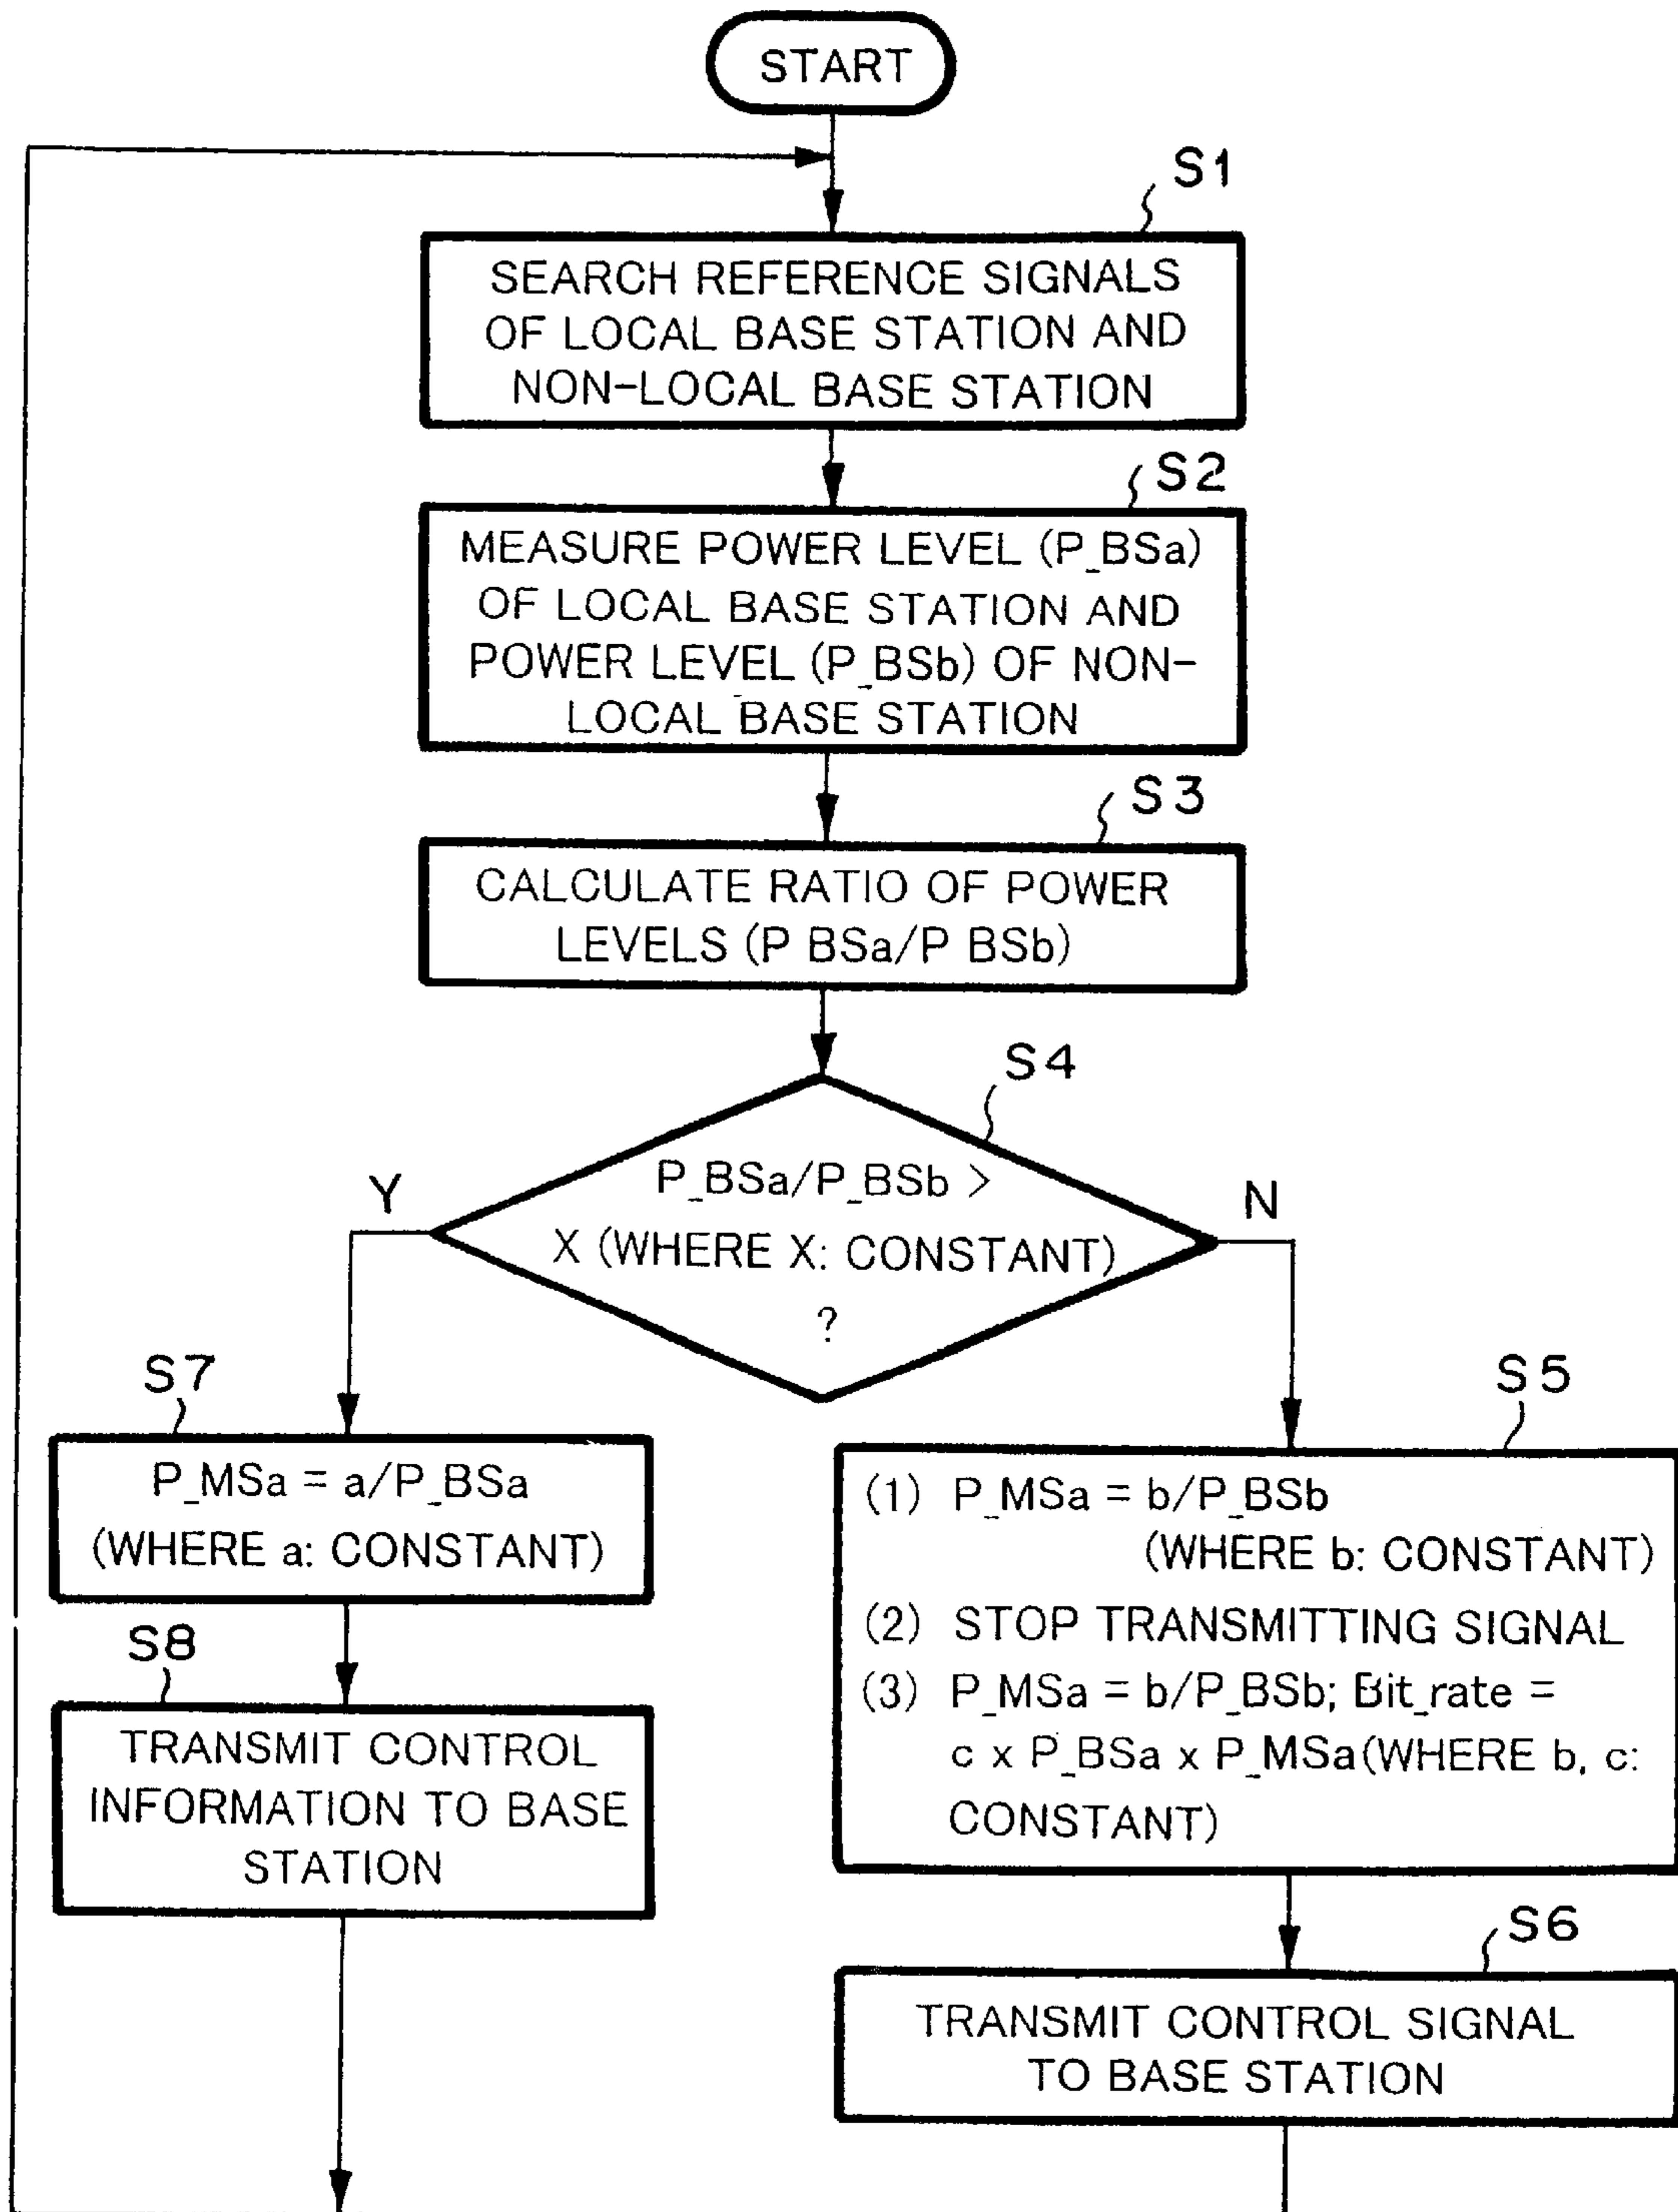 START
S1
SEARCH REFERENCE SIGNALS
OF LOCAL BASE STATION AND
NON-LOCAL BASE STATION
S2
MEASURE POWER LEVEL (P_BSa)
OF LOCAL BASE STATION AND
POWER LEVEL (P_BSb) OF NON-
LOCAL BASE STATION
S3
CALCULATE RATIO OF POWER
LEVELS (P BSa/P BSb)
S4
P_BSa/P_BSb >
X (WHERE X: CONSTANT)
?
Y
N
S7
P_MSa = a/P_BSa
(WHERE a: CONSTANT)
S8
TRANSMIT CONTROL
INFORMATION TO BASE
STATION
S5
(1) P_MSa = b/P_BSb
(WHERE b: CONSTANT)
(2) STOP TRANSMITTING SIGNAL
(3) P_MSa = b/P_BSb; Bit_rate =
c x P_BSa x P_MSa(WHERE b, c:
CONSTANT)
S6
TRANSMIT CONTROL SIGNAL
TO BASE STATION